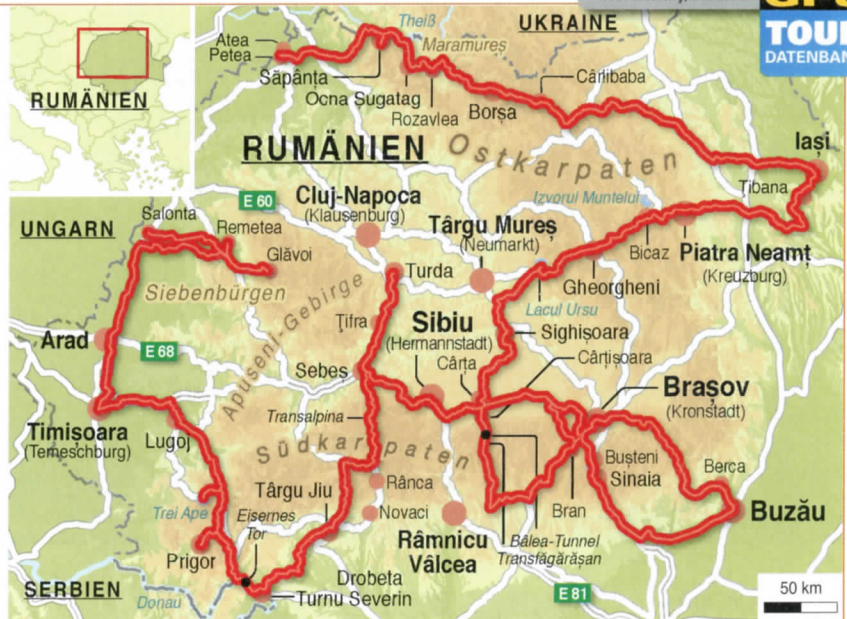 TOUR
DATENBAN
RUMÄNIEN
UKRAINE
Theiß
Maramureș
Atea
Petea
Săpânța
Ocna Sugatag
Rozavlea
Borșa
Cârlibaba
RUMÄNIEN
Ostkarpaten
Iași
Țibana
E 60
Cluj-Napoca
(Klausenburg)
Izvorul Muntelui
Târgu Mureș
(Neumarkt)
Bicaz
Piatra Neamț
(Kreuzburg)
UNGARN
Salonta
Remetea
Glăvoi
Siebenbürgen
Turda
Gheorgheni
Lacul Ursu
Apuseni-Gebirge
Țifra
Sibiu
(Hermannstadt)
Sighișoara
Cârța
Cârțișoara
Arad
E 68
Sebeș
Brașov
(Kronstadt)
Transalpina
Timișoara
(Temeschburg)
Lugoj
Südkarpaten
Bușteni
Sinaia
Berca
Rânca
Târgu Jiu
Trei Ape
Eisernes
Tor
Novaci
Râmnicu
Vâlcea
Bran
Bâlea-Tunnel
Transfăgărășan
Buzău
Prigor
Drobeta
Turnu Severin
SERBIEN
Donau
E 81
50 km